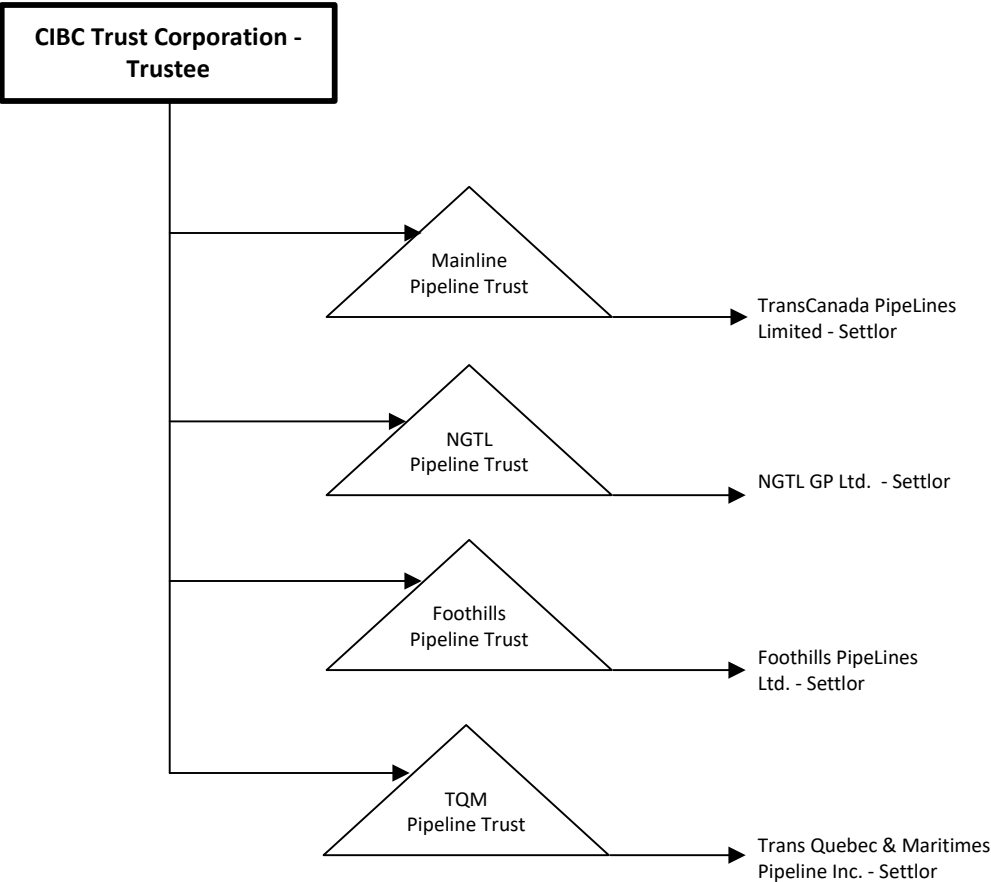 CIBC Trust Corporation -
Trustee
Mainline
Pipeline Trust
TransCanada PipeLines
Limited - Settlor
NGTL
Pipeline Trust
NGTL GP Ltd.  - Settlor
Foothills
Pipeline Trust
Foothills PipeLines
Ltd. - Settlor
TQM
Pipeline Trust
Trans Quebec & Maritimes
Pipeline Inc. - Settlor